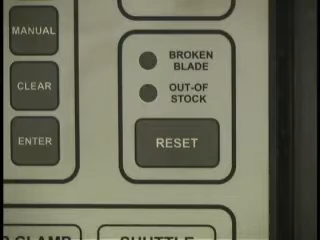 MANUAL
CLEAR
ENTER
BROKEN
BLADE
OUT-OF
STOCK
RESET
CLAMP
SHUTTLE